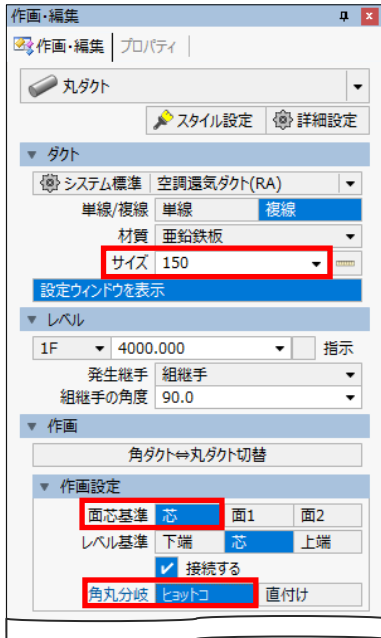 作画・編集
作画・編集 プロパティ
丸ダクト
スタイル設定 詳細設定
ダクト
システム標準 空調還気ダクト(RA)
単線/複線 単線 複線
材質 亜鉛鉄板
サイズ 150
設定ウィンドウを表示
レベル
1F 4000.000 指示
発生継手 組継手
組継手の角度 90.0
作画
角ダクト⇔丸ダクト切替
作画設定
面芯基準 芯 面1 面2
レベル基準 下端 芯 上端
接続する
角丸分岐 ヒョットコ 直付け